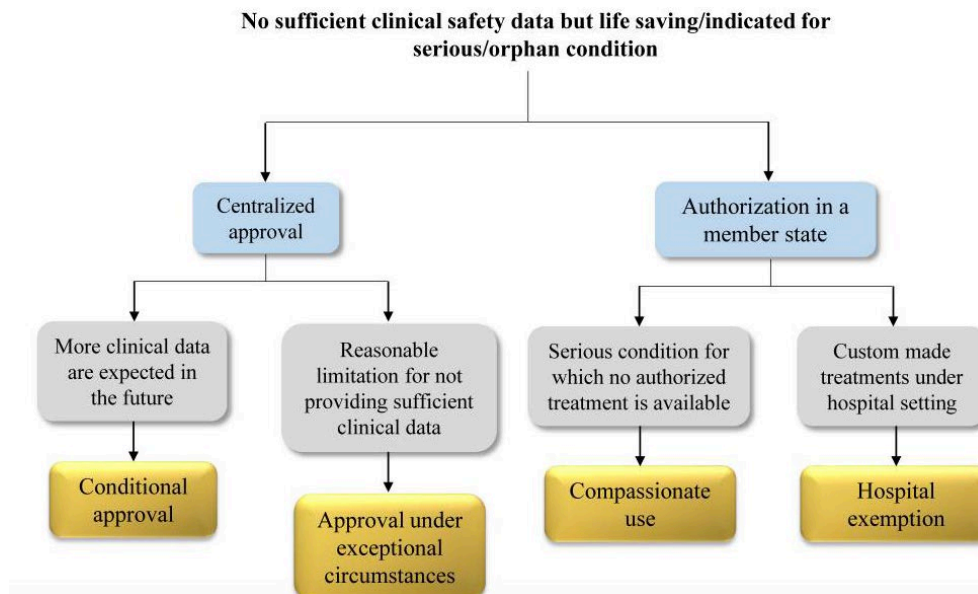 No sufficient clinical safety data but life saving/indicated for
serious/orphan condition
Centralized
approval
Authorization in a
member state
More clinical data
are expected in
the future
Reasonable
limitation for not
providing sufficient
clinical data
Serious condition for
which no authorized
treatment is available
Custom made
treatments under
hospital setting
Conditional
approval
Approval under
exceptional
circumstances
Compassionate
use
Hospital
exemption